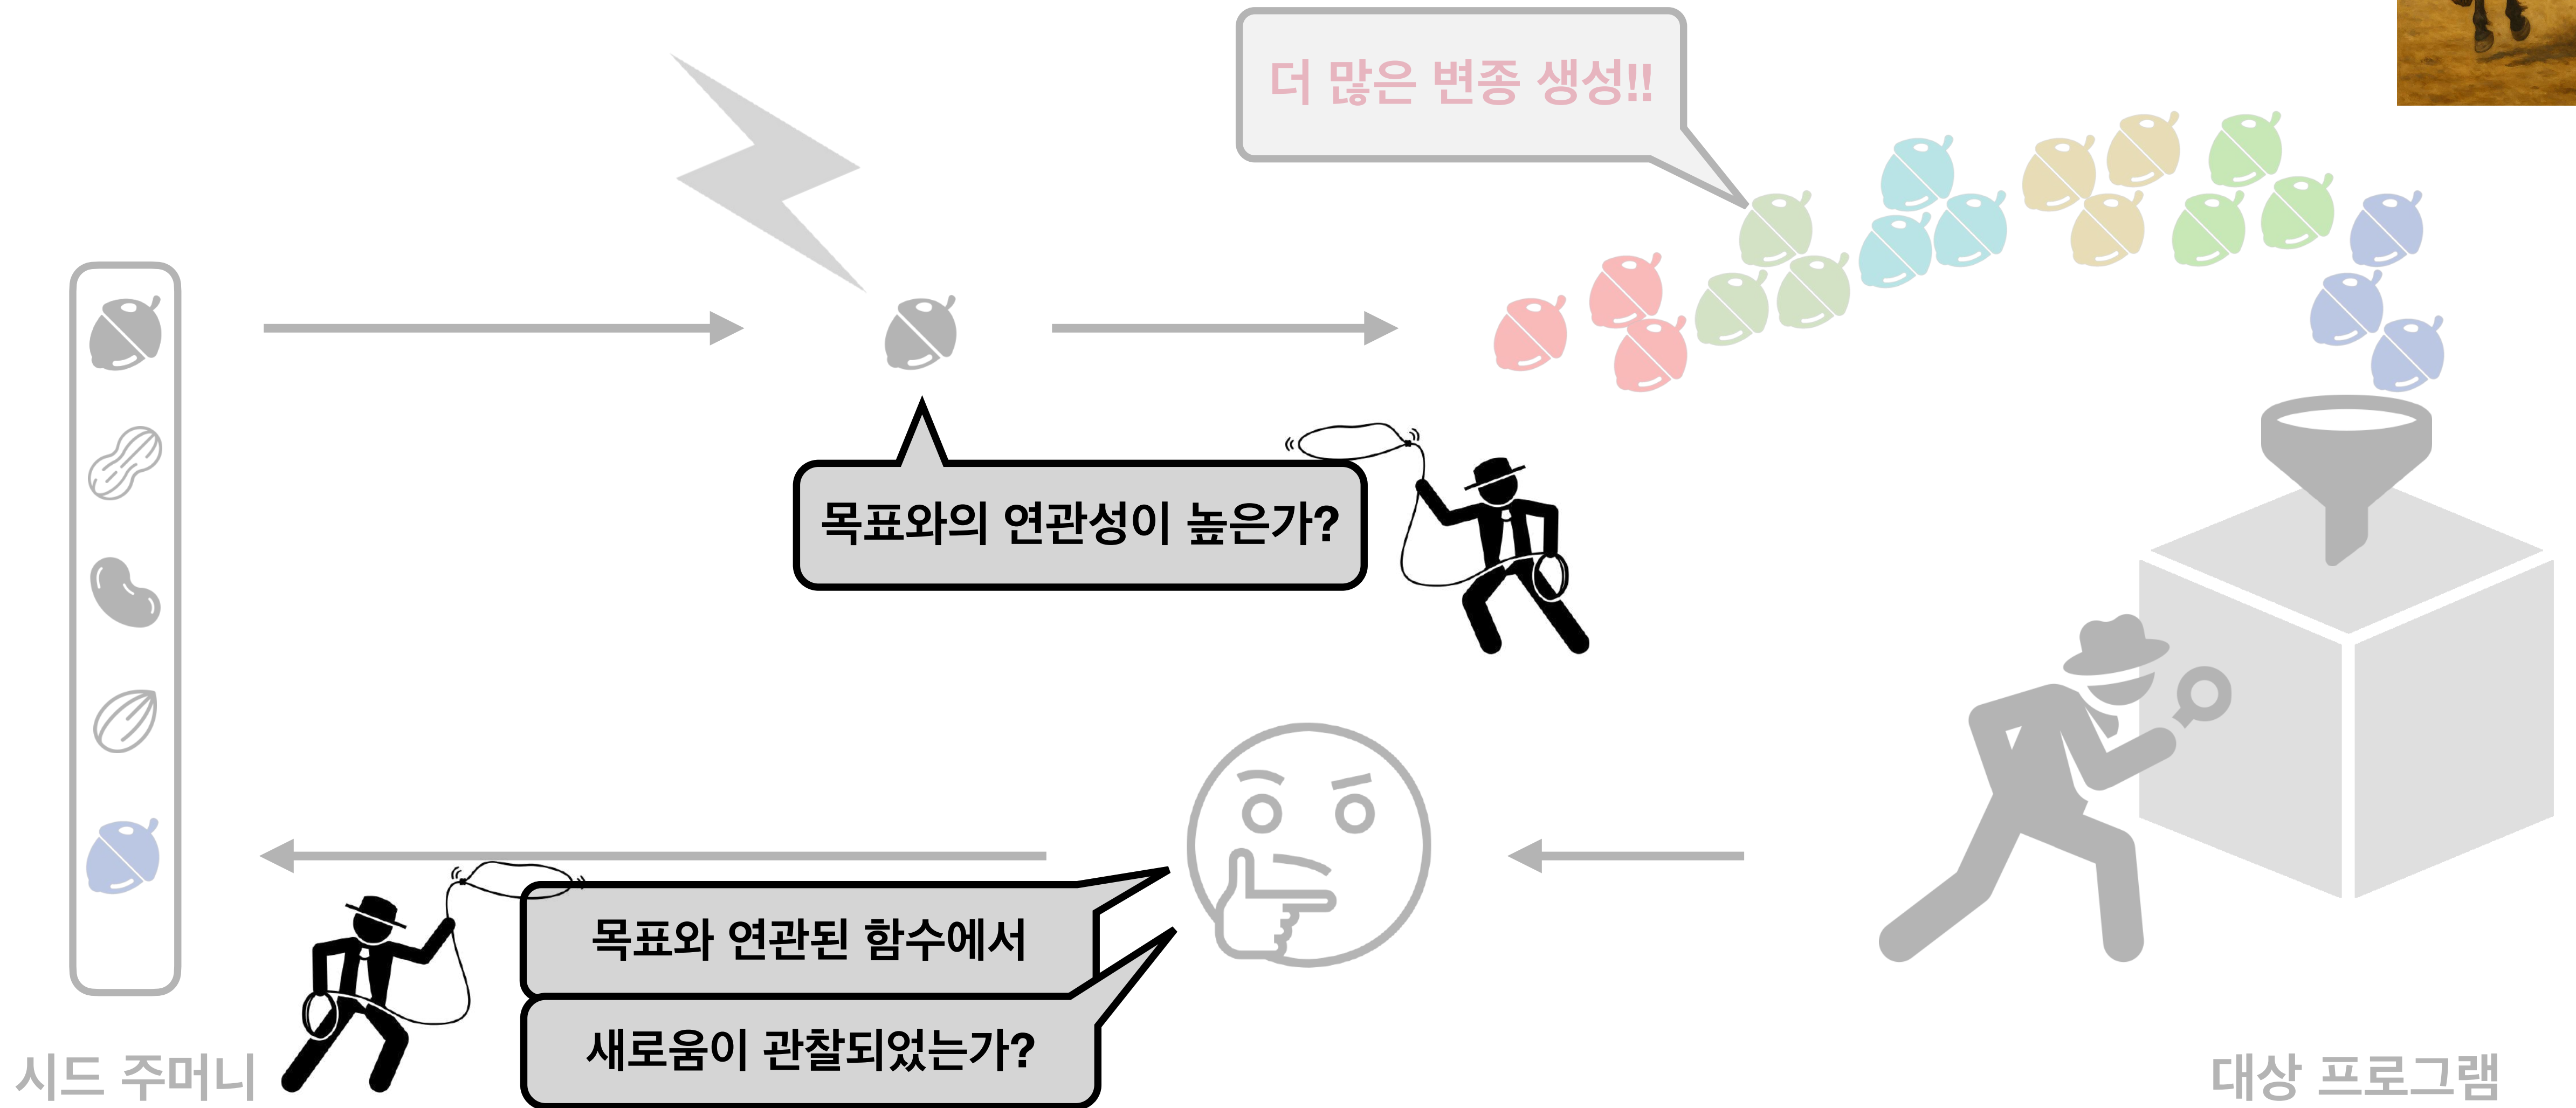 더 많은 변종 생성!!
목표와의 연관성이 높은가?
목표와 연관된 함수에서
새로움이 관찰되었는가?
시드 주머니
대상 프로그램